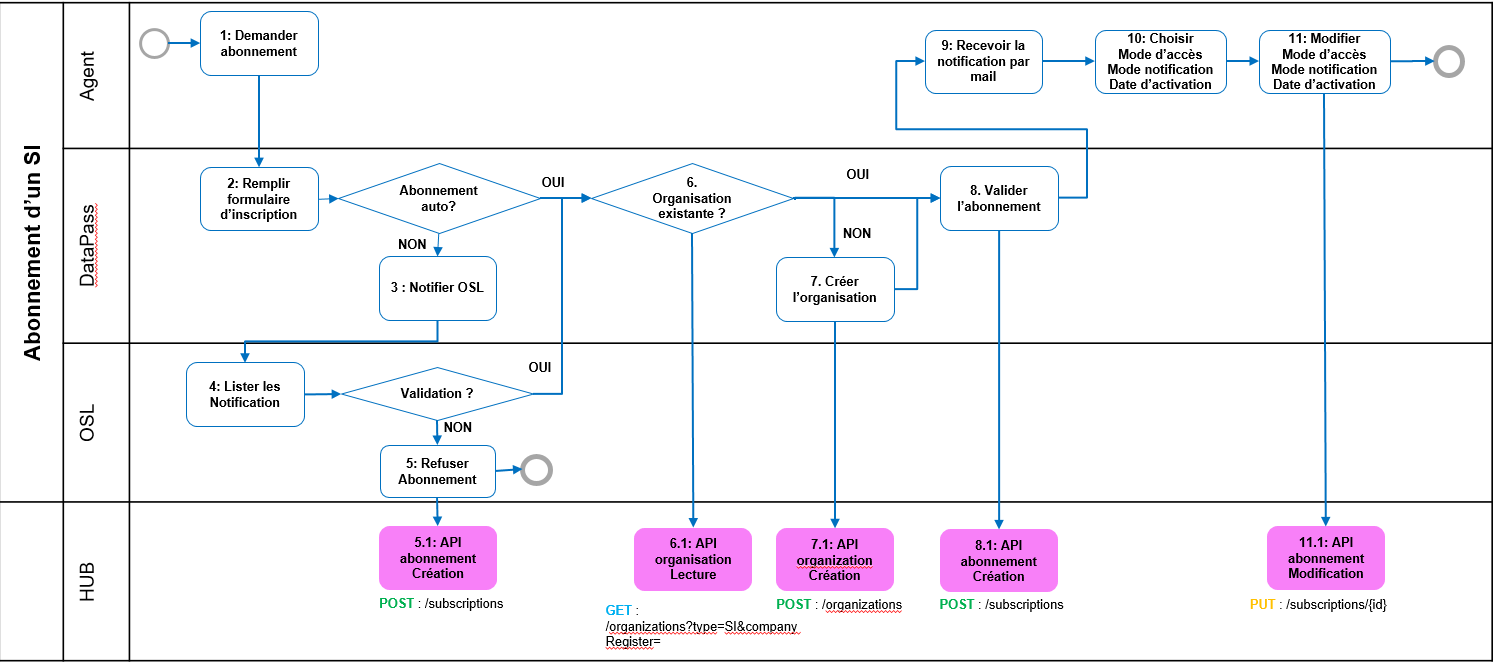 Abonnement d'un SI
Agent
1: Demander
abonnement
9: Recevoir la
notification par
mail
10: Choisir
Mode d'accès
Mode notification
Date d'activation
11: Modifier
Mode d'accès
Mode notification
Date d'activation
DataPass
2: Remplir
formulaire
d'inscription
Abonnement
auto?
OUI
NON
3 : Notifier OSL
6.
Organisation
existante ?
OUI
NON
7. Créer
l'organisation
8. Valider
l'abonnement
OSL
4: Lister les
Notification
Validation ?
OUI
NON
5: Refuser
Abonnement
HUB
5.1: API
abonnement
Création
POST : /subscriptions
6.1: API
organisation
Lecture
GET :
/organizations?type=SI&company
Register=
7.1: API
organization
Création
POST : /organizations
8.1: API
abonnement
Création
POST : /subscriptions
11.1: API
abonnement
Modification
PUT : /subscriptions/{id}